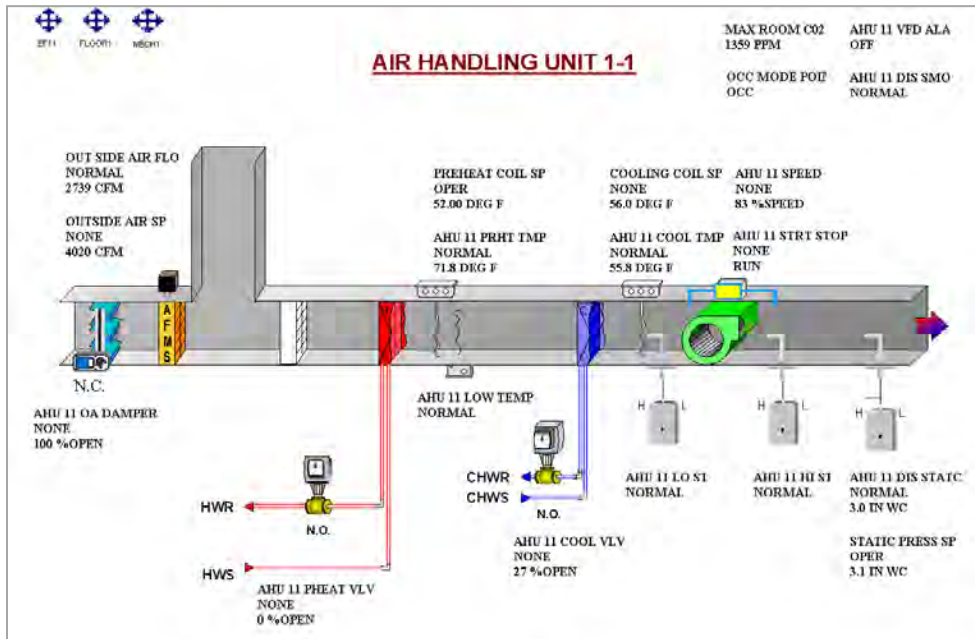 EF11
FLOOR1
MECH1
AIR HANDLING UNIT 1-1
MAX ROOM C02
1359 PPM
AHU 11 VFD ALA
OFF
OCC MODE POI?
OCC
AHU 11 DIS SMO
NORMAL
OUT SIDE AIR FLO
NORMAL
2739 CFM
OUTSIDE AIR SP
NONE
4020 CFM
PREHEAT COIL SP
OPER
52.00 DEG F
AHU 11 PRHT TMP
NORMAL
71.8 DEG F
COOLING COIL SP
NONE
56.0 DEG F
AHU 11 COOL TMP
NORMAL
55.8 DEG F
AHU 11 SPEED
NONE
83 %SPEED
AHU 11 STRT STOP
NONE
RUN
AFMS
N.C.
AHU 11 OA DAMPER
NONE
100 %OPEN
AHU 11 LOW TEMP
NORMAL
H L
H L
H L
HWR
N.O.
HWS
AHU 11 PHEAT VLV
NONE
0 %OPEN
CHWR
CHWS
N.O.
AHU 11 COOL VLV
NONE
27 %OPEN
AHU 11 LO ST
NORMAL
AHU 11 HI ST
NORMAL
AHU 11 DIS STATC
NORMAL
3.0 IN WC
STATIC PRESS SP
OPER
3.1 IN WC